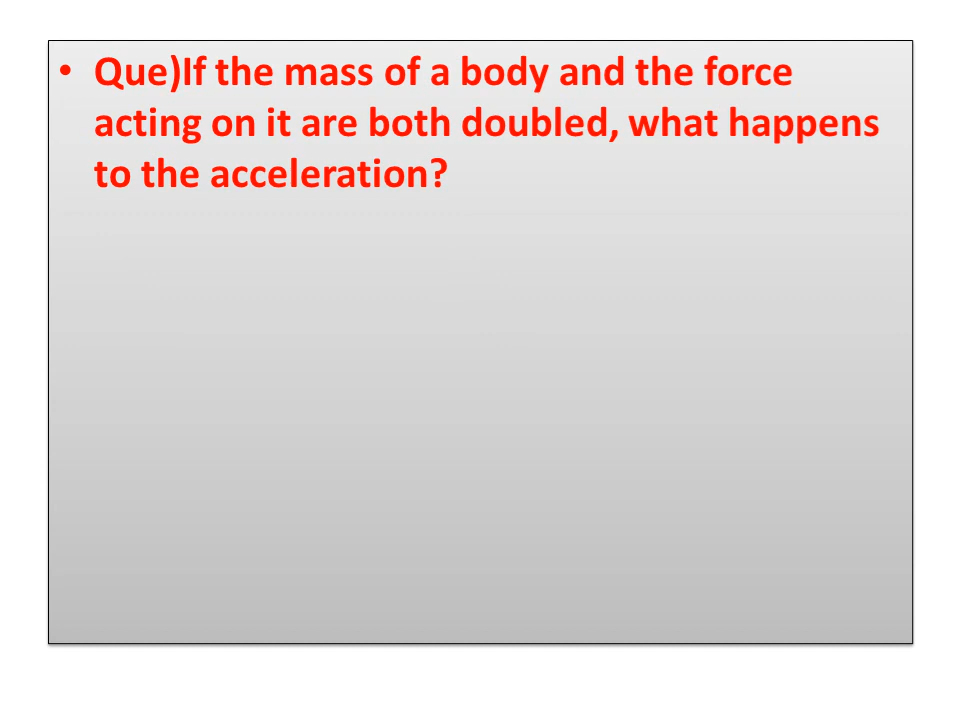 • Que)If the mass of a body and the force
acting on it are both doubled, what happens
to the acceleration?